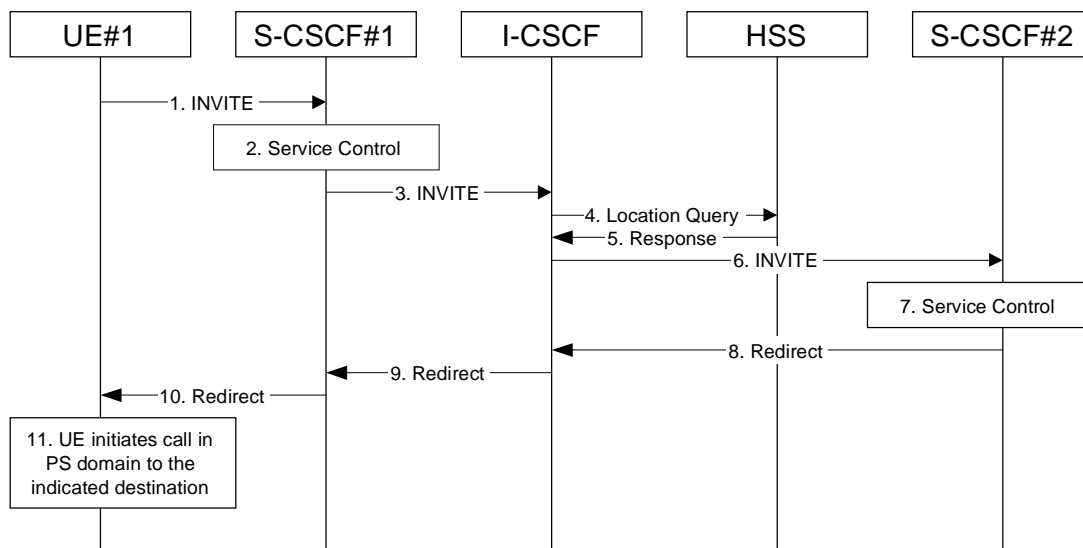 UE#1
S-CSCF#1
I-CSCF
HSS
S-CSCF#2
1. INVITE
2. Service Control
3. INVITE
4. Location Query
5. Response
6. INVITE
7. Service Control
8. Redirect
9. Redirect
10. Redirect
11. UE initiates call in
PS domain to the
indicated destination